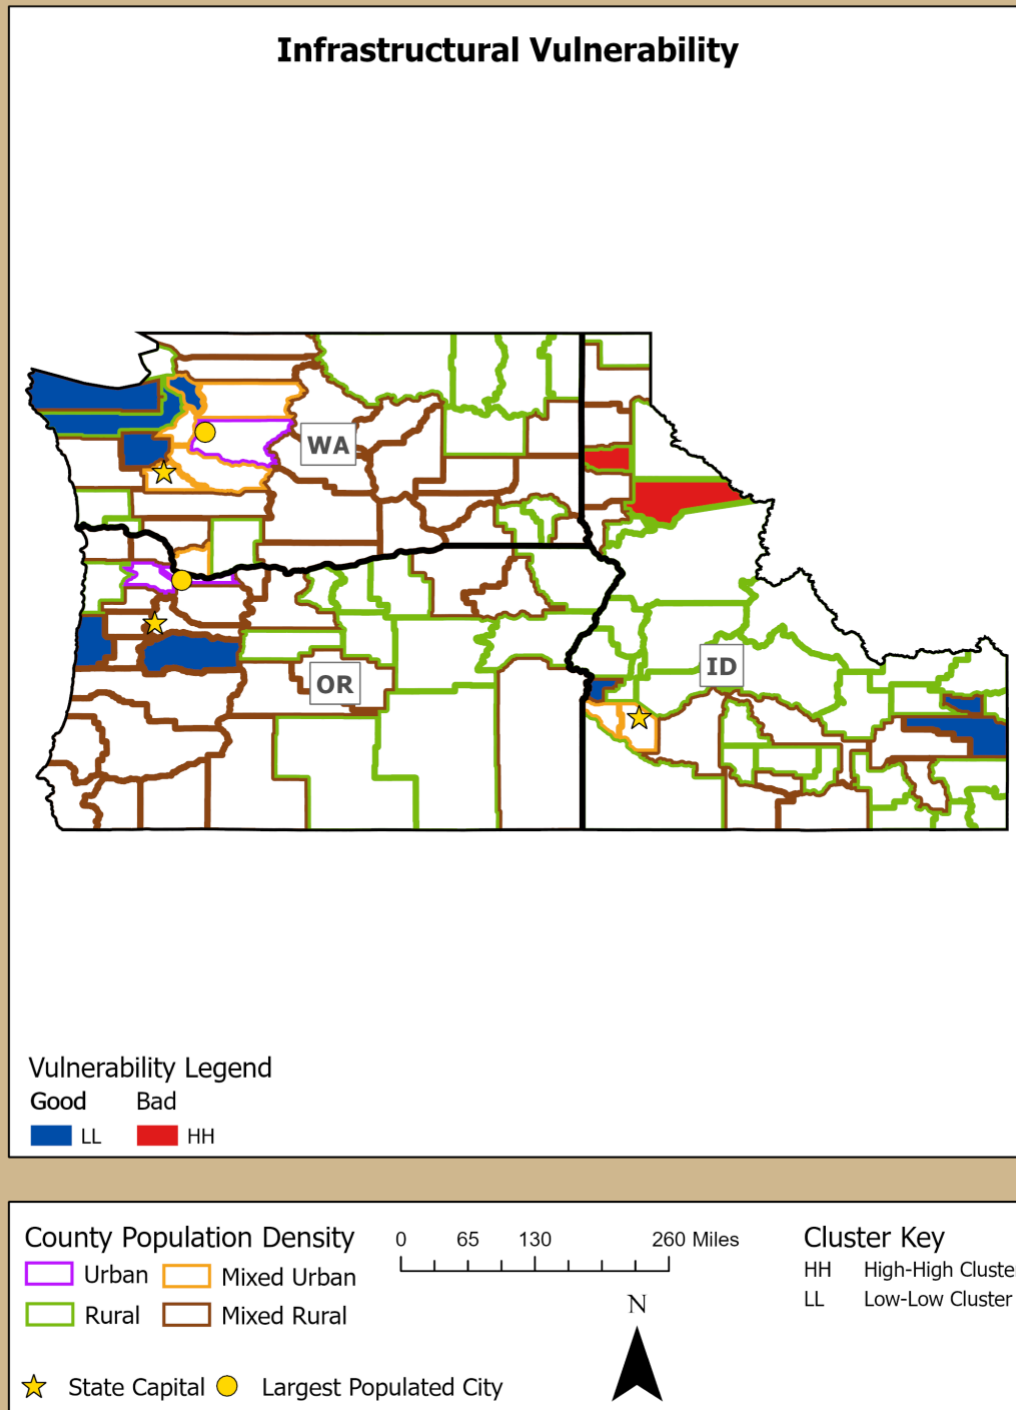 Infrastructural Vulnerability
WA
OR
ID
Vulnerability Legend
Good Bad
LL HH
County Population Density
Urban Mixed Urban
Rural Mixed Rural
State Capital Largest Populated City
0 65 130 260 Miles
N
Cluster Key
HH High-High Cluster
LL Low-Low Cluster